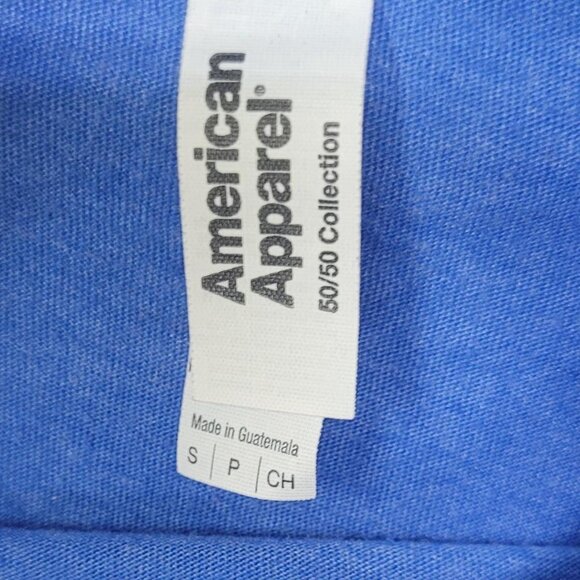 American
Apparel®
50/50 Collection
Made in Guatemala
S | P | CH